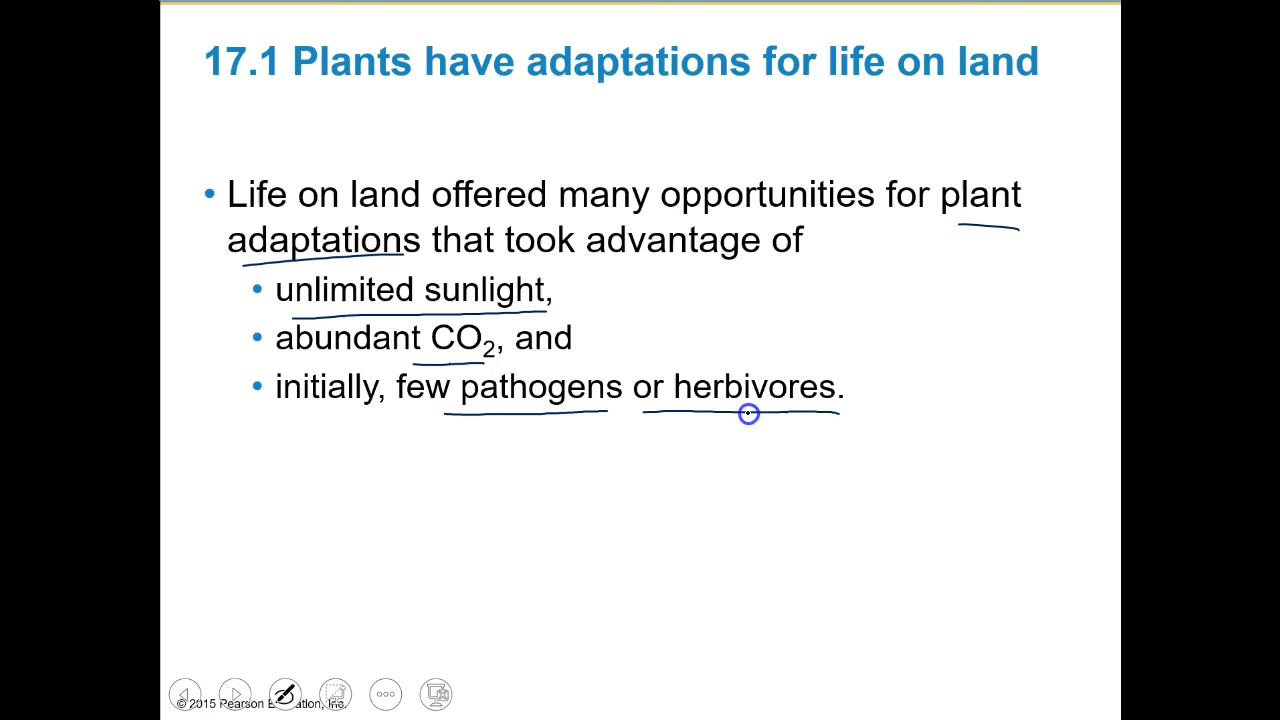 17.1 Plants have adaptations for life on land
• Life on land offered many opportunities for plant
adaptations that took advantage of
• unlimited sunlight,
• abundant CO₂, and
• initially, few pathogens or herbivores.
© 2015 Pearson Inc.